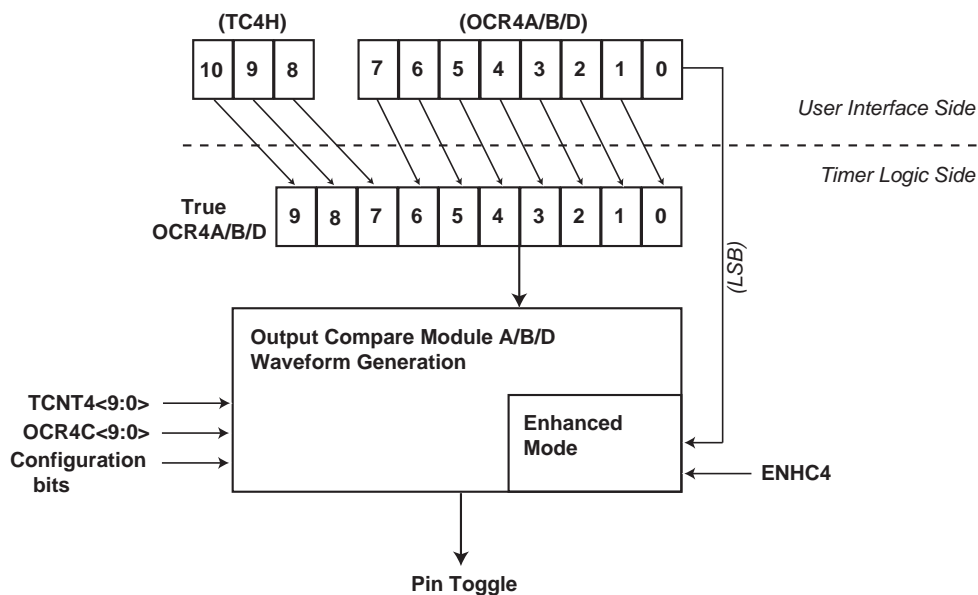 (TC4H) (OCR4A/B/D)
10 9 8 7 6 5 4 3 2 1 0
User Interface Side
Timer Logic Side
True
OCR4A/B/D
9 8 7 6 5 4 3 2 1 0
(LSB)
Output Compare Module A/B/D
Waveform Generation
TCNT4<9:0>
OCR4C<9:0>
Configuration
bits
Enhanced
Mode
ENHC4
Pin Toggle